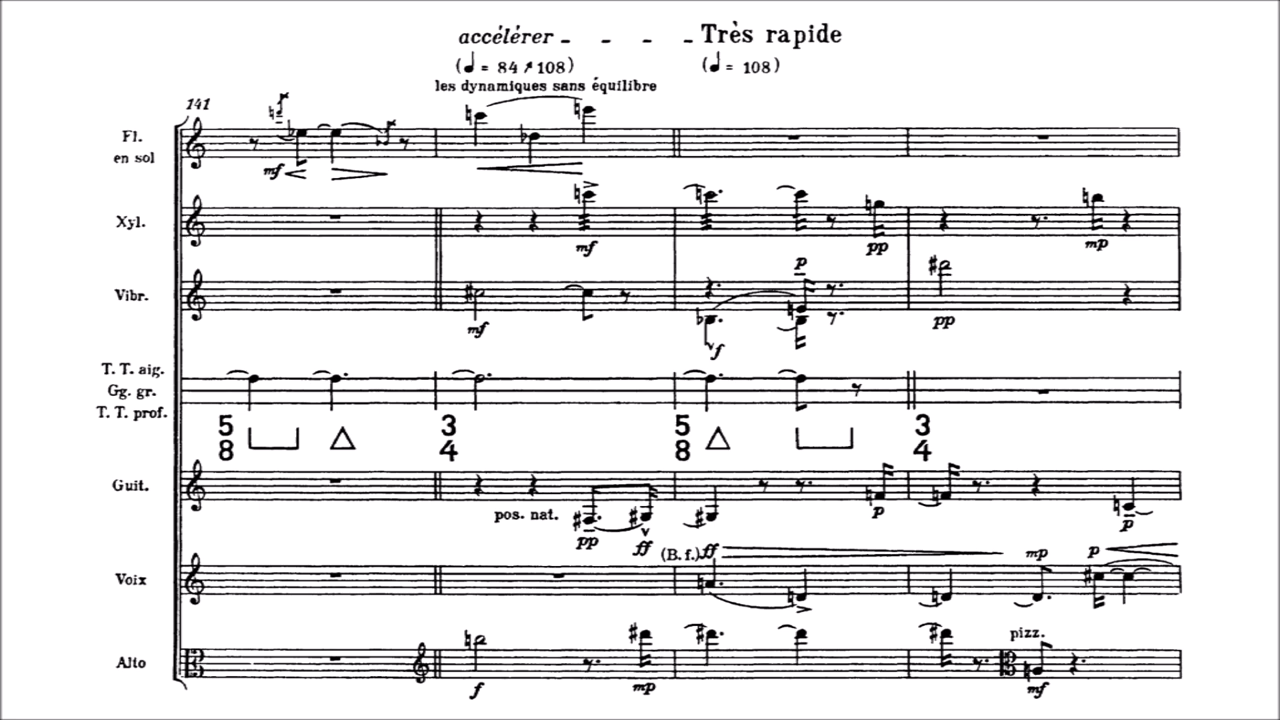 accélérer - - - - Très rapide
(♩ = 84 ↗ 108) (♩ = 108)
les dynamiques sans équilibre
141
Fl.
en sol
mf
Xyl.
mf pp mp
p
Vibr.
mf f pp
T. T. aig.
Gg. gr.
T. T. prof.
5 3 5 3
8 4 8 4
Guit.
pos. nat.
pp ff p p
(B. f.) ff mp p
Voix
pizz.
Alto
f mp mf